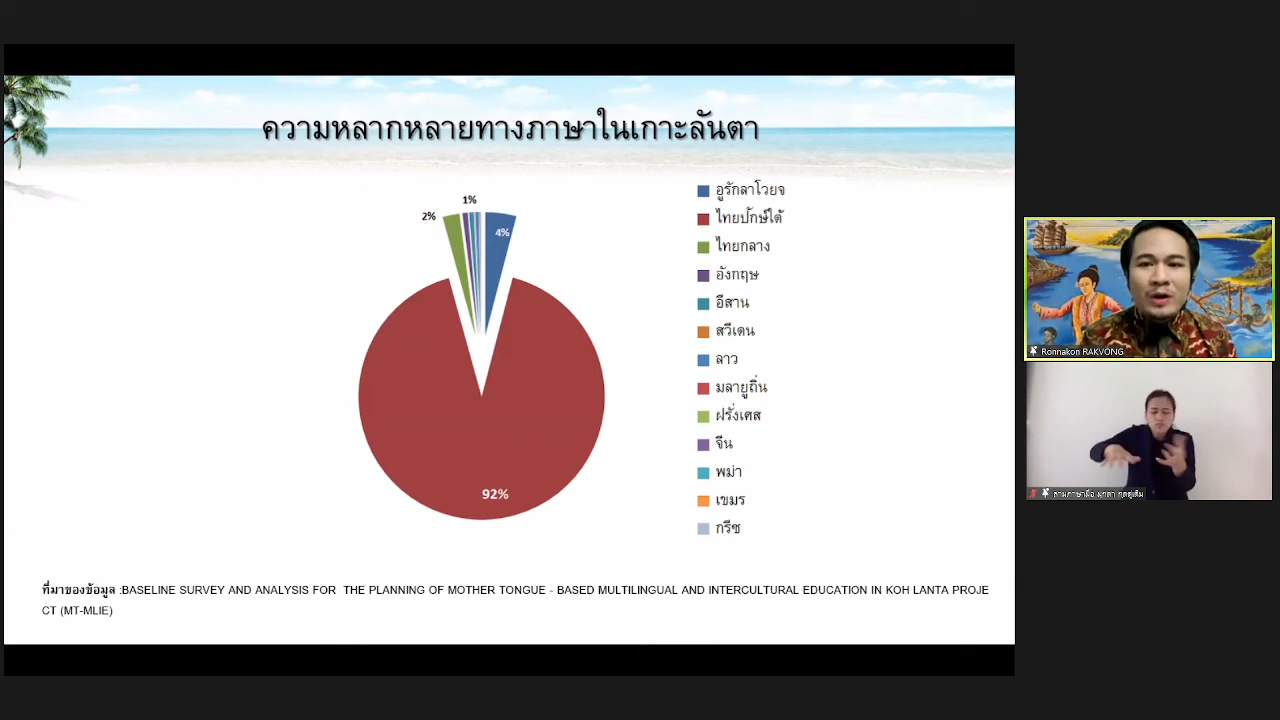 ความหลากหลายทางภาษาในเกาะลันตา
1%
2%
4%
92%
อูรักลาโวยจ
ไทยปักษ์ใต้
ไทยกลาง
อังกฤษ
อีสาน
สวีเดน
ลาว
มลายูถิ่น
ฝรั่งเศส
จีน
พม่า
เขมร
กรีซ
ที่มาของข้อมูล :BASELINE SURVEY AND ANALYSIS FOR THE PLANNING OF MOTHER TONGUE - BASED MULTILINGUAL AND INTERCULTURAL EDUCATION IN KOH LANTA PROJE
CT (MT-MLIE)
Ronnakon RAKVONG
ล่ามภาษามือ มุกดา